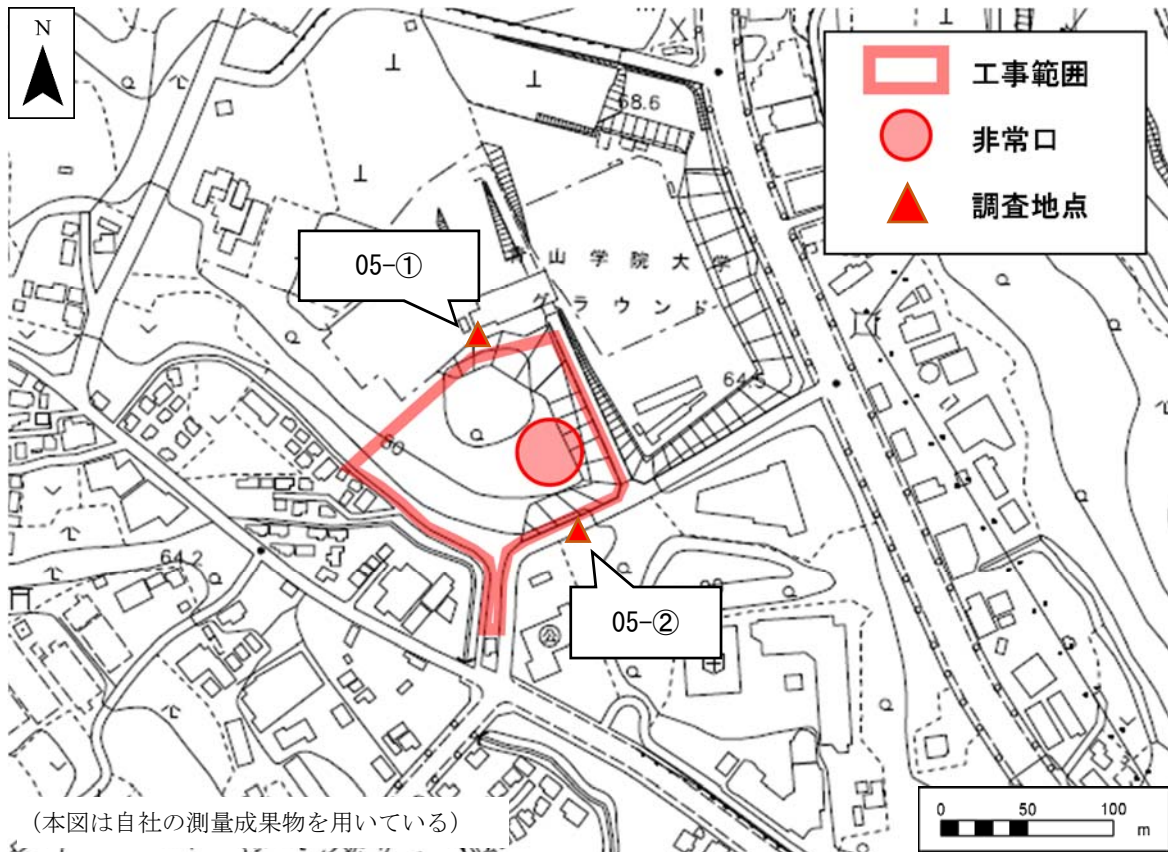 N
工事範囲
非常口
調査地点
68.6
05-①
山学院大学
グラウンド
64.5
60
64.2
05-②
(本図は自社の測量成果物を用いている)
0 50 100
m